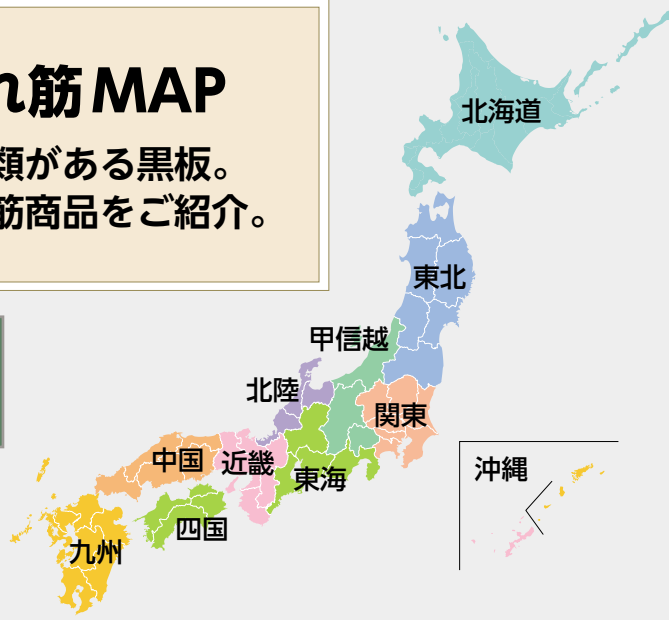 れ筋MAP
類がある黒板。
筋商品をご紹介。
北海道
東北
甲信越
北陸
関東
中国
近畿
東海
沖縄
四国
九州